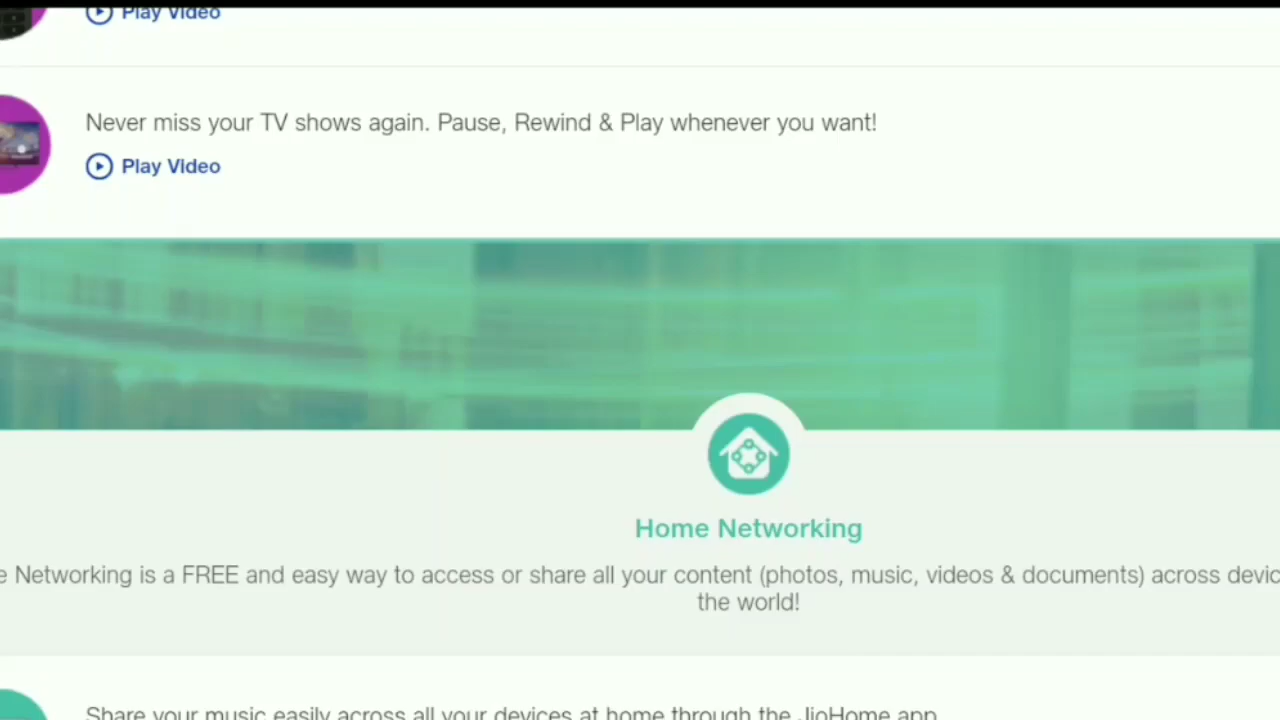 Play Video
Never miss your TV shows again. Pause, Rewind & Play whenever you want!
Play Video
Home Networking
Networking is a FREE and easy way to access or share all your content (photos, music, videos & documents) across
the world!
Share your music easily across all your devices at home through the JioHome app